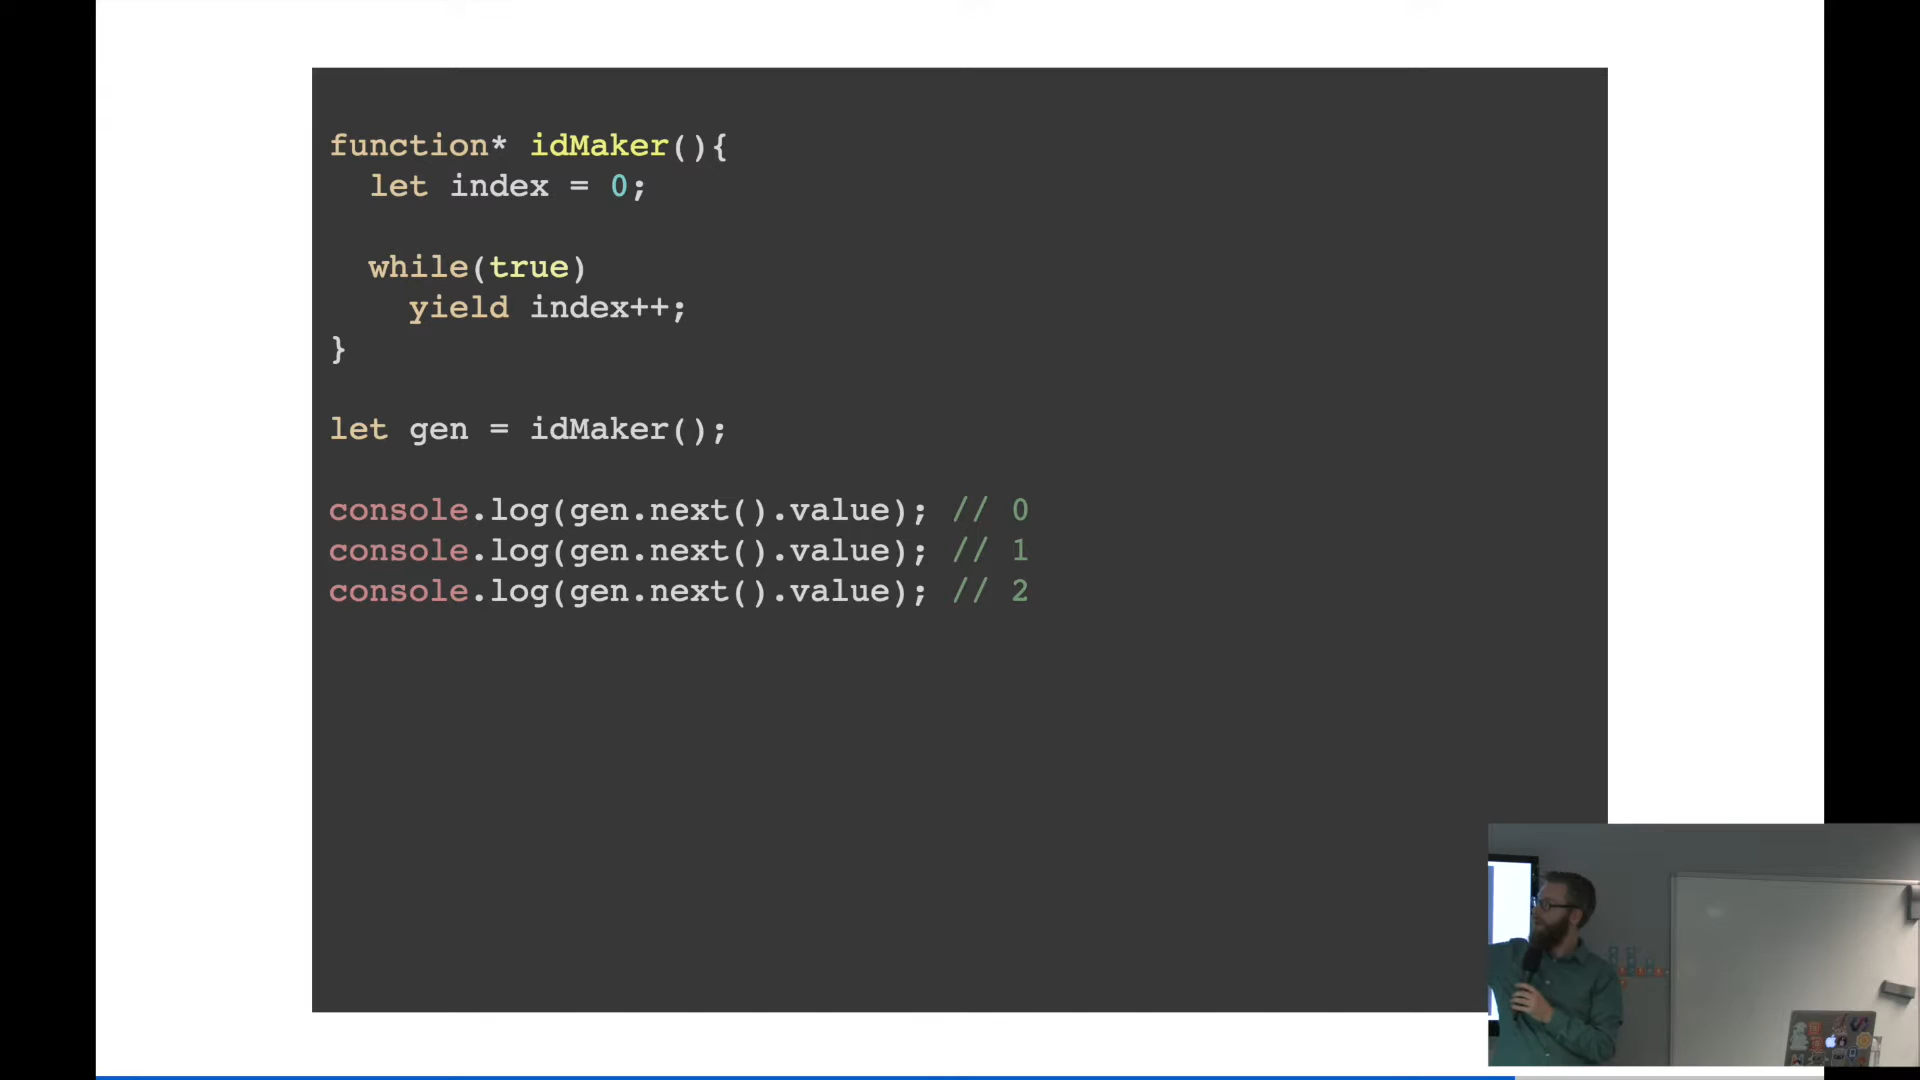 function* idMaker(){
  let index = 0;
  while(true)
    yield index++;
}
let gen = idMaker();
console.log(gen.next().value); // 0
console.log(gen.next().value); // 1
console.log(gen.next().value); // 2